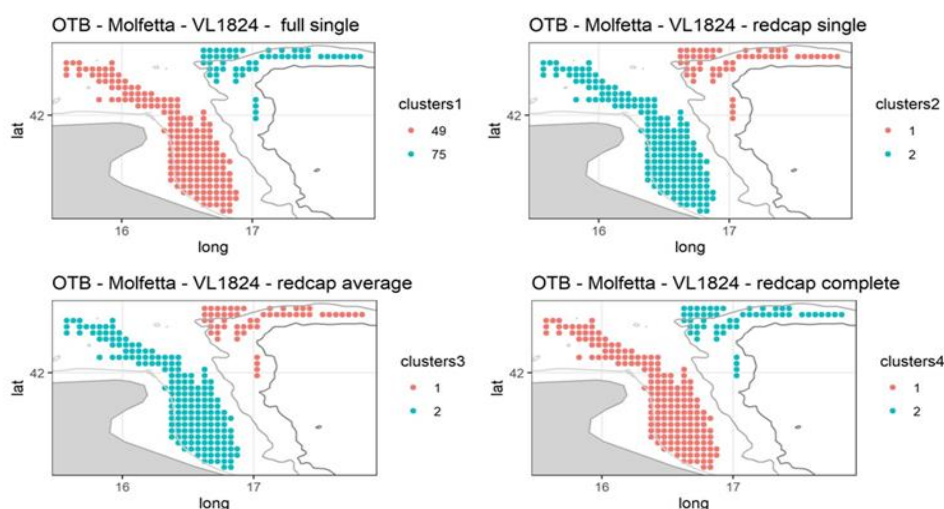 OTB - Molfetta - VL1824 -  full single
lat
42
16
17
long
clusters1
49
75
OTB - Molfetta - VL1824 - redcap single
lat
42
16
17
long
clusters2
1
2
OTB - Molfetta - VL1824 - redcap average
lat
42
16
17
long
clusters3
1
2
OTB - Molfetta - VL1824 - redcap complete
lat
42
16
17
long
clusters4
1
2